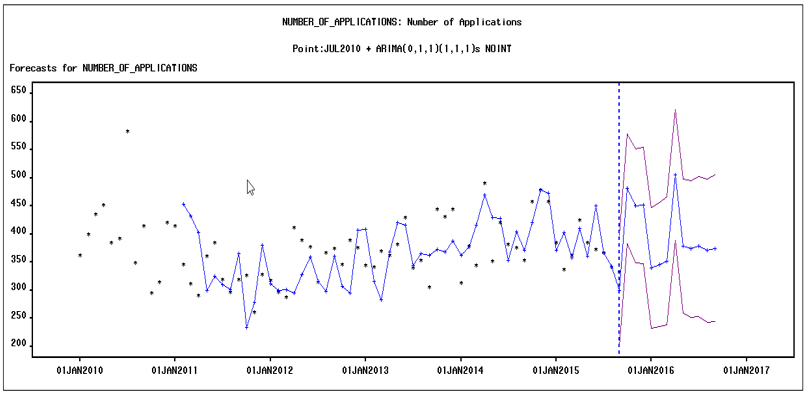 NUMBER_OF_APPLICATIONS: Number of Applications
Point:JUL2010 + ARIMA(0,1,1)(1,1,1)s NOINT
Forecasts for NUMBER_OF_APPLICATIONS
650
600
550
500
450
400
350
300
250
200
01JAN2010 01JAN2011 01JAN2012 01JAN2013 01JAN2014 01JAN2015 01JAN2016 01JAN2017